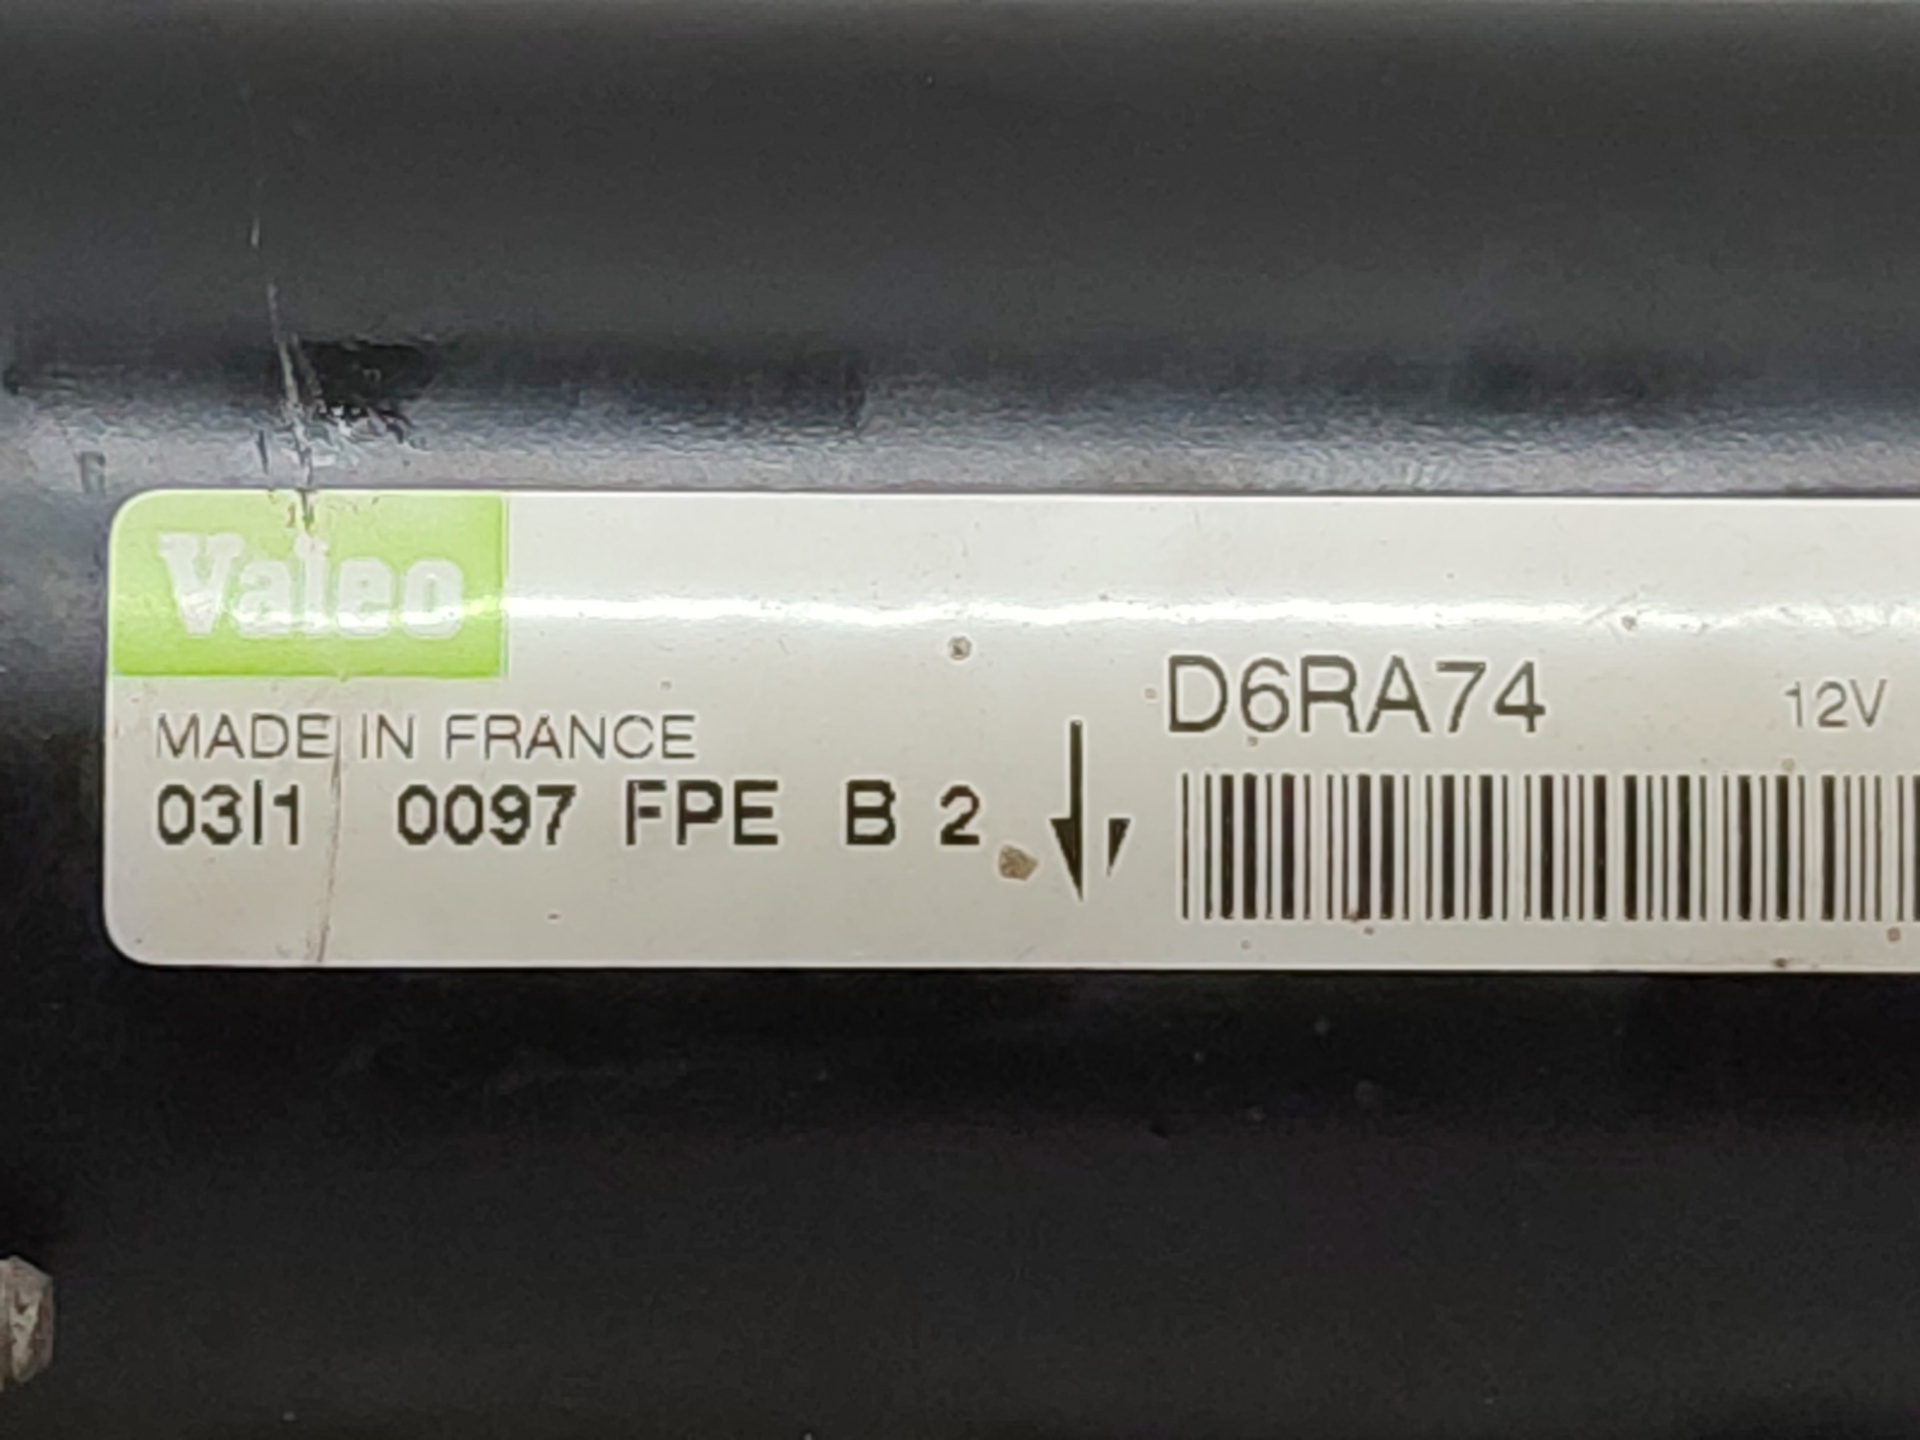 Valeo
MADE IN FRANCE
03I1 0097 FPE B 2
D6RA74 12V